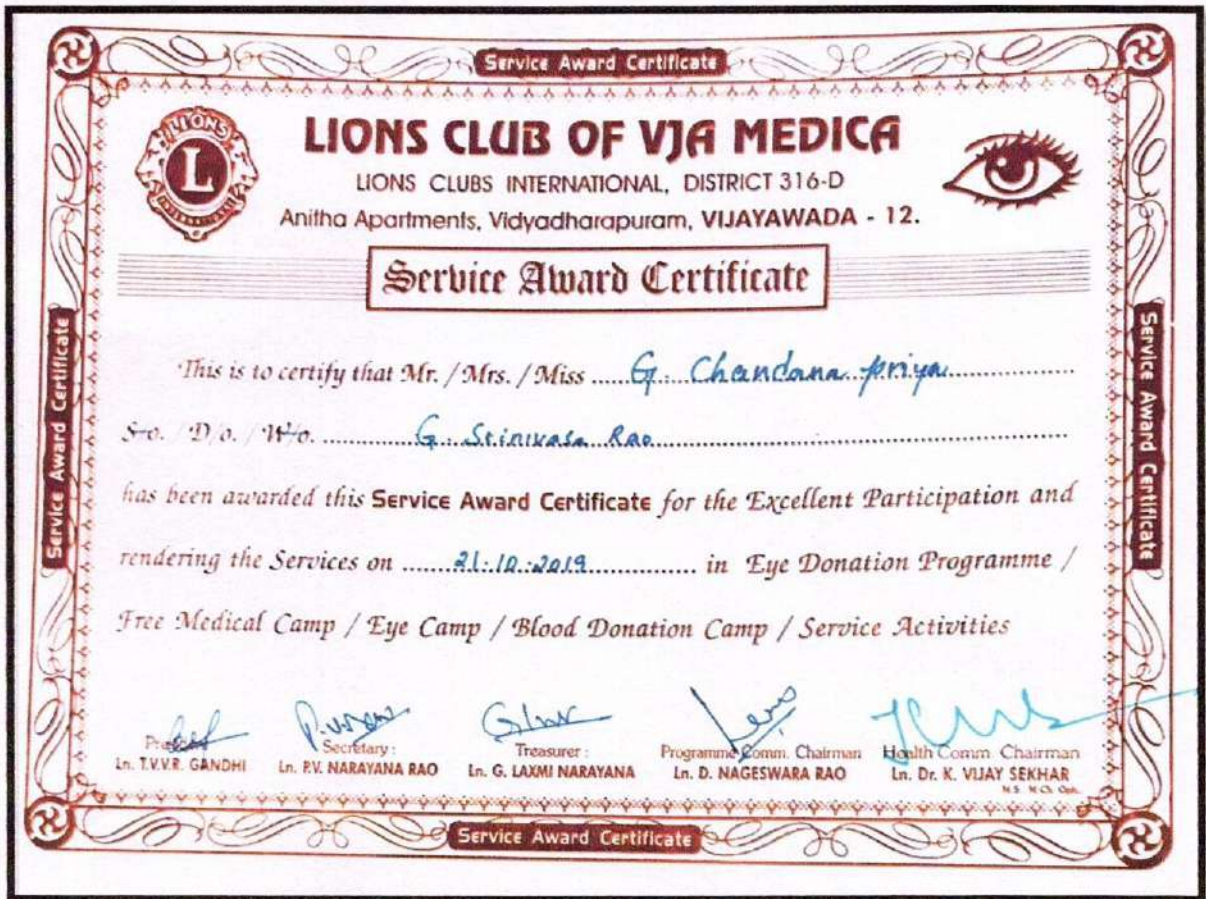 Service Award Certificate
LIONS
L
INTERNATIONAL
LIONS CLUB OF VJA MEDICA
LIONS CLUBS INTERNATIONAL, DISTRICT 316-D
Anitha Apartments, Vidyadharapuram, VIJAYAWADA - 12.
Service Award Certificate
Service Award Certificate
Service Award Certificate
This is to certify that Mr. / Mrs. / Miss ..... G. Chandana priya .....
S/o. / D/o. / W/o. ..... G. Srinivasa Rao .....
has been awarded this Service Award Certificate for the Excellent Participation and
rendering the Services on ..... 21.10.2019 ..... in Eye Donation Programme /
Free Medical Camp / Eye Camp / Blood Donation Camp / Service Activities
Secretary : Treasurer : Programme Comm. Chairman Health Comm Chairman
Ln. T.V.V.R. GANDHI Ln. P.V. NARAYANA RAO Ln. G. LAXMI NARAYANA Ln. D. NAGESWARA RAO Ln. Dr. K. VIJAY SEKHAR
Service Award Certificate